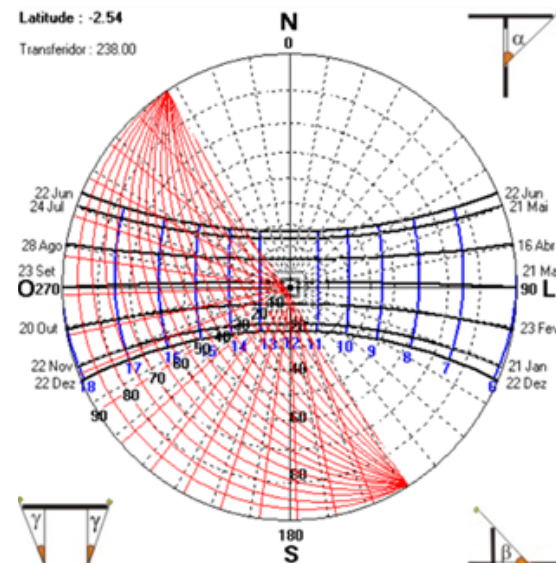 Latitude : -2.54
Transferidor : 238.00
N
0
α
22 Jun
24 Jul
28 Ago
23 Set
O 270
20 Out
22 Nov
22 Dez
22 Jun
21 Mai
16 Abr
21 Ma
90 L
23 Fev
21 Jan
22 Dez
10
20
30
40
50
60
70
80
90
20
40
60
80
18
17
16
15
14
13
12
11
10
9
8
7
6
180
S
γ
γ
β